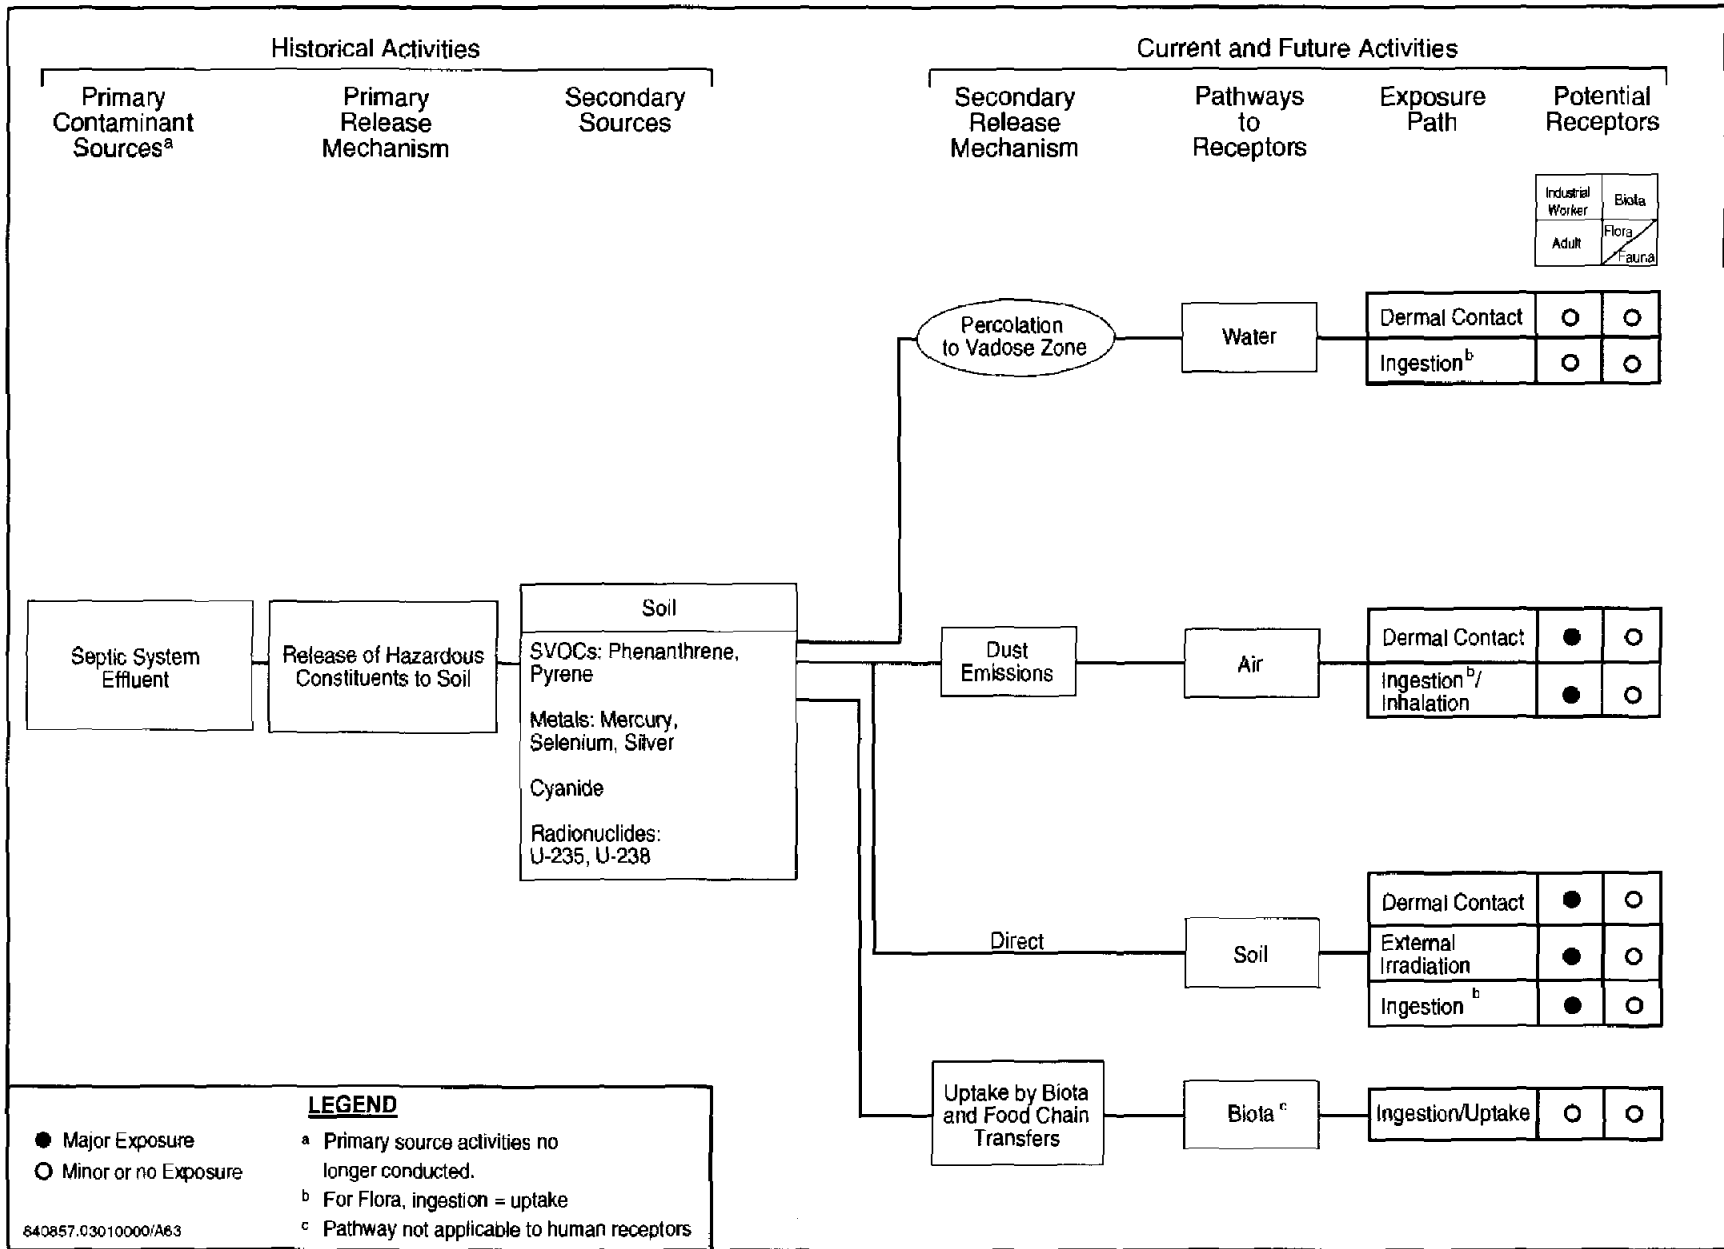 Historical Activities
Current and Future Activities
Primary
Contaminant
Sources a
Primary
Release
Mechanism
Secondary
Sources
Secondary
Release
Mechanism
Pathways
to
Receptors
Exposure
Path
Potential
Receptors
Industrial
Worker
Biota
Adult
Flora
Fauna
Percolation
to Vadose Zone
Water
Dermal Contact
Ingestion b
Septic System
Effluent
Release of Hazardous
Constituents to Soil
Soil
SVOCs: Phenanthrene,
Pyrene
Metals: Mercury,
Selenium, Silver
Cyanide
Radionuclides:
U-235, U-238
Dust
Emissions
Air
Dermal Contact
Ingestion b/
Inhalation
Direct
Soil
Dermal Contact
External
Irradiation
Ingestion b
Uptake by Biota
and Food Chain
Transfers
Biota c
Ingestion/Uptake
LEGEND
Major Exposure
Minor or no Exposure
a Primary source activities no
longer conducted.
b For Flora, ingestion = uptake
c Pathway not applicable to human receptors
840857.03010000/A63